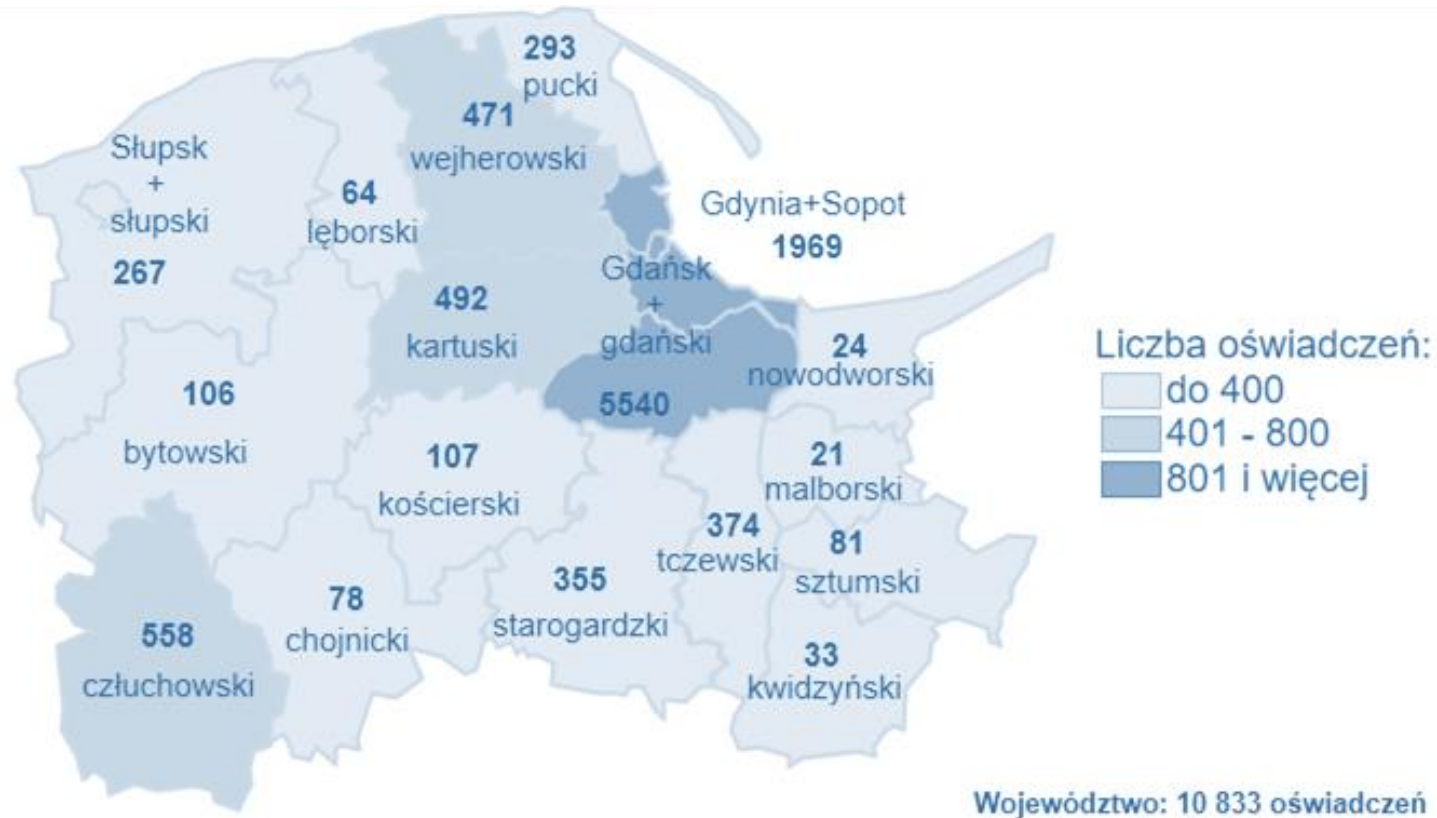 293
pucki
471
wejherowski
Słupsk
+
słupski
267
64
lęborski
Gdynia+Sopot
1969
492
kartuski
Gdańsk
+
gdański
5540
24
nowodworski
106
bytowski
107
kościerski
21
malborski
374
tczewski
81
sztumski
355
starogardzki
78
chojnicki
558
człuchowski
33
kwidzyński
Liczba oświadczeń:
do 400
401 - 800
801 i więcej
Województwo: 10 833 oświadczeń